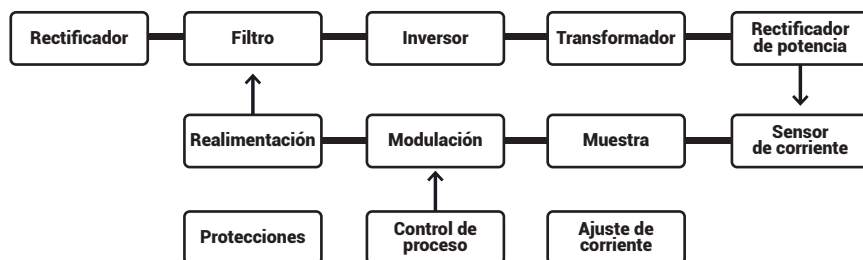 Rectificador
Filtro
Inversor
Transformador
Rectificador
de potencia
Realimentación
Modulación
Muestra
Sensor
de corriente
Protecciones
Control de
proceso
Ajuste de
corriente